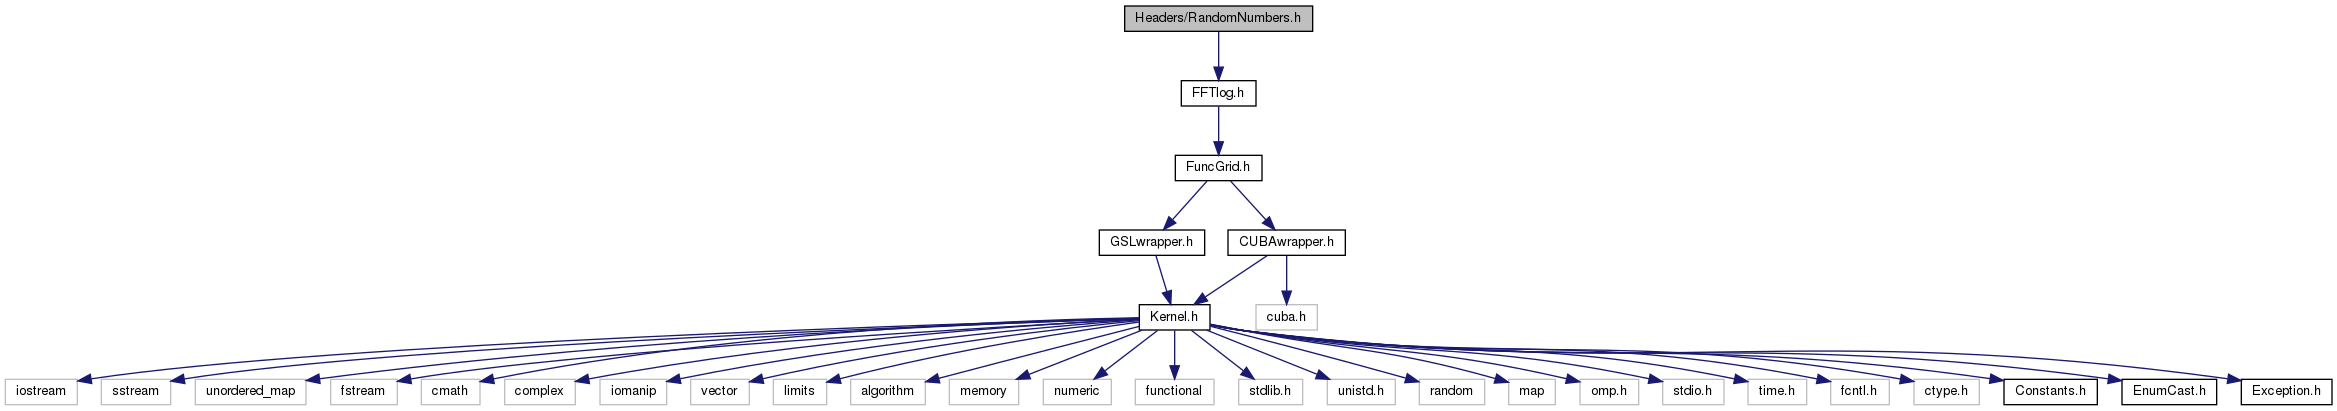 Headers/RandomNumbers.h
FFTlog.h
FuncGrid.h
GSLwrapper.h
CUBAwrapper.h
Kernel.h
cuba.h
iostream
sstream
unordered_map
fstream
cmath
complex
iomanip
vector
limits
algorithm
memory
numeric
functional
stdlib.h
unistd.h
random
map
omp.h
stdio.h
time.h
fcntl.h
ctype.h
Constants.h
EnumCast.h
Exception.h